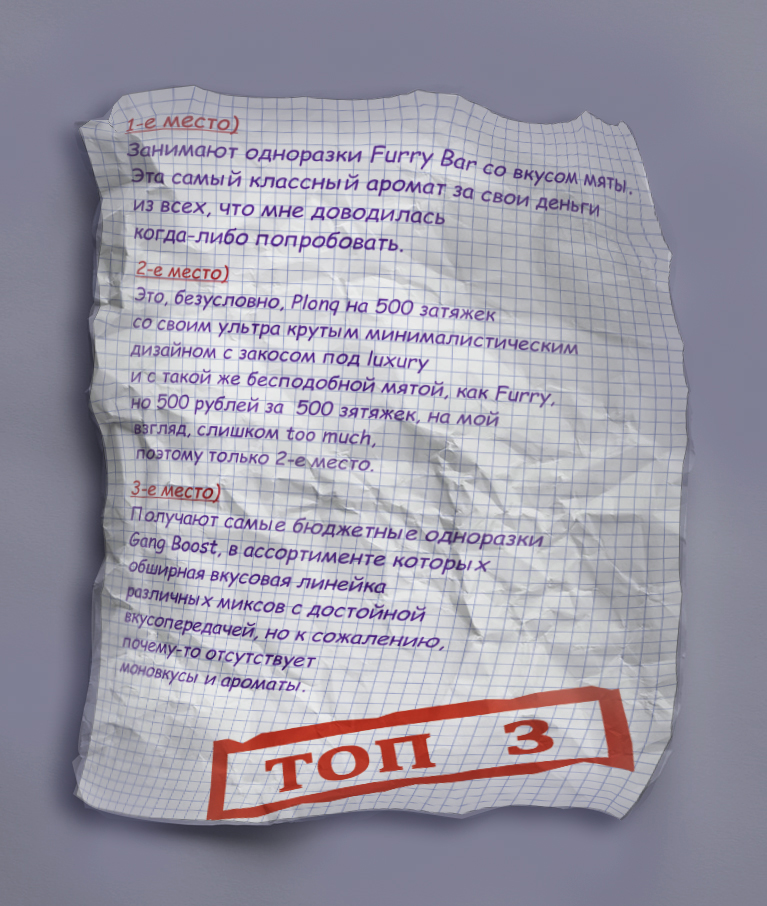 1-е место)
Занимают одноразки Furry Bar со вкусом мяты.
Эта самый классный аромат за свои деньги
из всех, что мне доводилась
когда-либо попробовать.
2-е место)
Это, безусловно, Plonq на 500 затяжек
со своим ультра крутым минималистическим
дизайном с закосом под luxury
и с такой же бесподобной мятой, как Furry,
но 500 рублей за 500 зятяжек, на мой
взгляд, слишком too much,
поэтому только 2-е место.
3-е место)
Получают самые бюджетные одноразки
Gang Boost, в ассортименте которых
обширная вкусовая линейка
различных миксов с достойной
вкусопередачей, но к сожалению,
почему-то отсутствует
моновкусы и ароматы.
ТОП 3